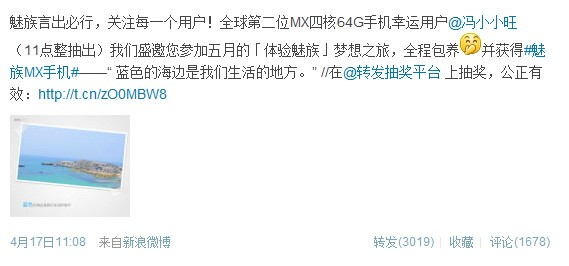 魅族言出必行，关注每一个用户！全球第二位MX四核64G手机幸运用户@冯小小旺
（11点整抽出）我们盛邀您参加五月的「体验魅族」梦想之旅，全程包养并获得#魅
族MX手机#——“ 蓝色的海边是我们生活的地方。” //在@转发抽奖平台 上抽奖，公正有
效：http://t.cn/zO0MBW8
4月17日11:08 来自新浪微博 转发(3019) 收藏 评论(1678)